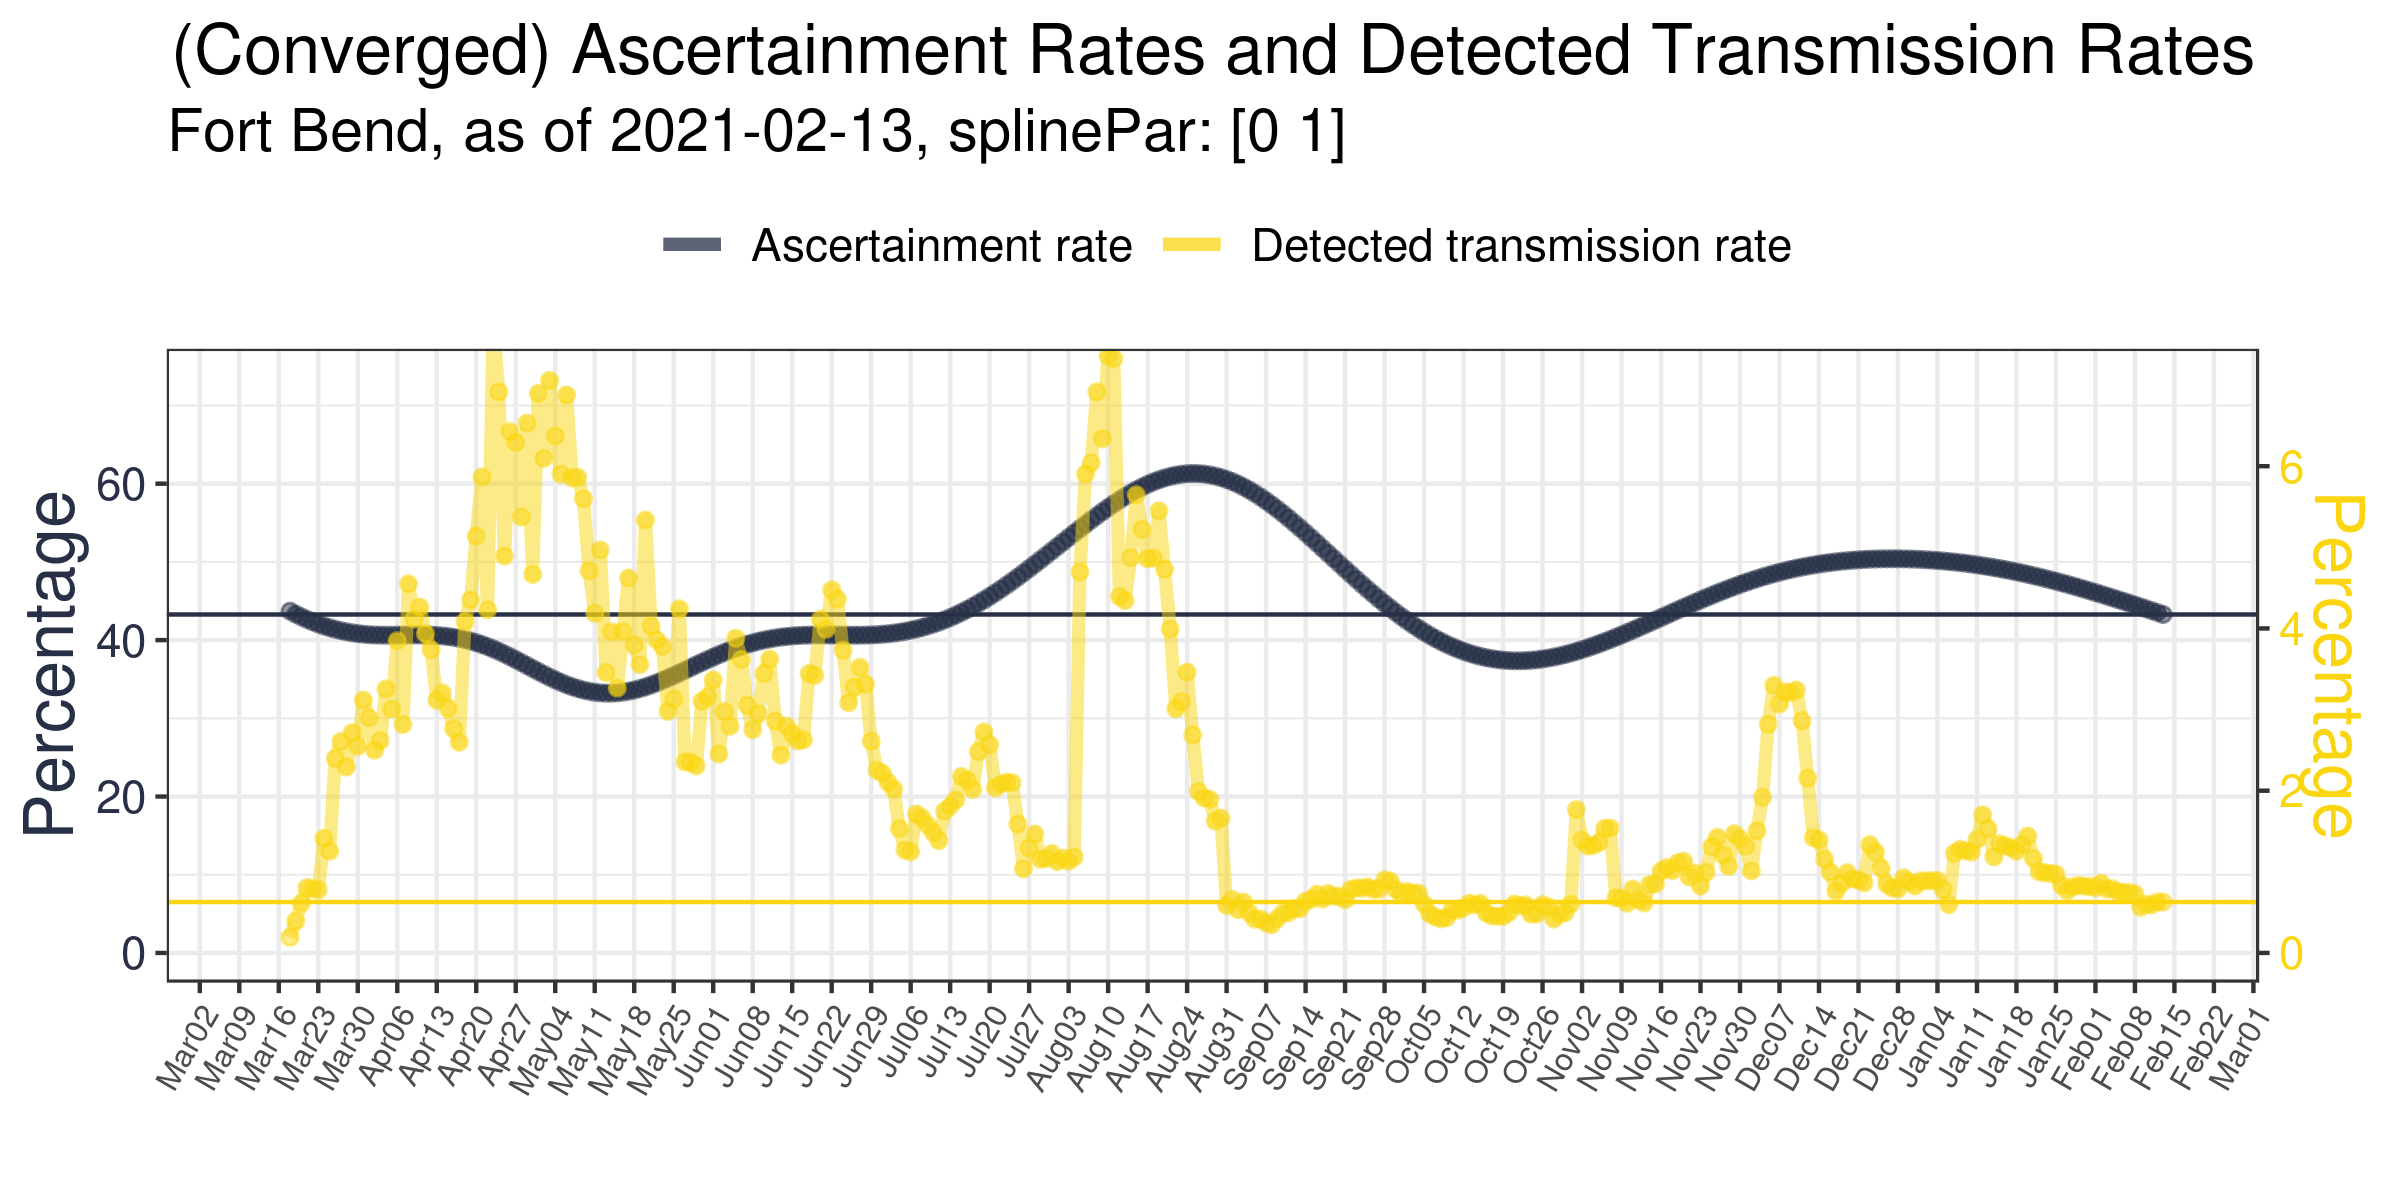 (Converged) Ascertainment Rates and Detected Transmission Rates
Fort Bend, as of 2021-02-13, splinePar: [0 1]
Ascertainment rate
Detected transmission rate
Percentage
60
40
20
0
6
4
2
0
Percentage
Mar02
Mar09
Mar16
Mar23
Mar30
Apr06
Apr13
Apr20
Apr27
May04
May11
May18
May25
Jun01
Jun08
Jun15
Jun22
Jun29
Jul06
Jul13
Jul20
Jul27
Aug03
Aug10
Aug17
Aug24
Aug31
Sep07
Sep14
Sep21
Sep28
Oct05
Oct12
Oct19
Oct26
Nov02
Nov09
Nov16
Nov23
Nov30
Dec07
Dec14
Dec21
Dec28
Jan04
Jan11
Jan18
Jan25
Feb01
Feb08
Feb15
Feb22
Mar01